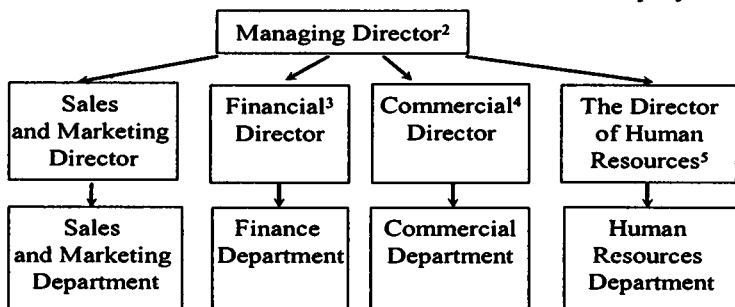 Managing Director²
Sales
and Marketing
Director
Financial³
Director
Commercial⁴
Director
The Director
of Human
Resources⁵
Sales
and Marketing
Department
Finance
Department
Commercial
Department
Human
Resources
Department